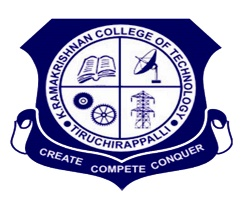 K.RAMAKRISHNAN COLLEGE OF TECHNOLOGY
TIRUCHIRAPPALLI
CREATE COMPETE CONQUER